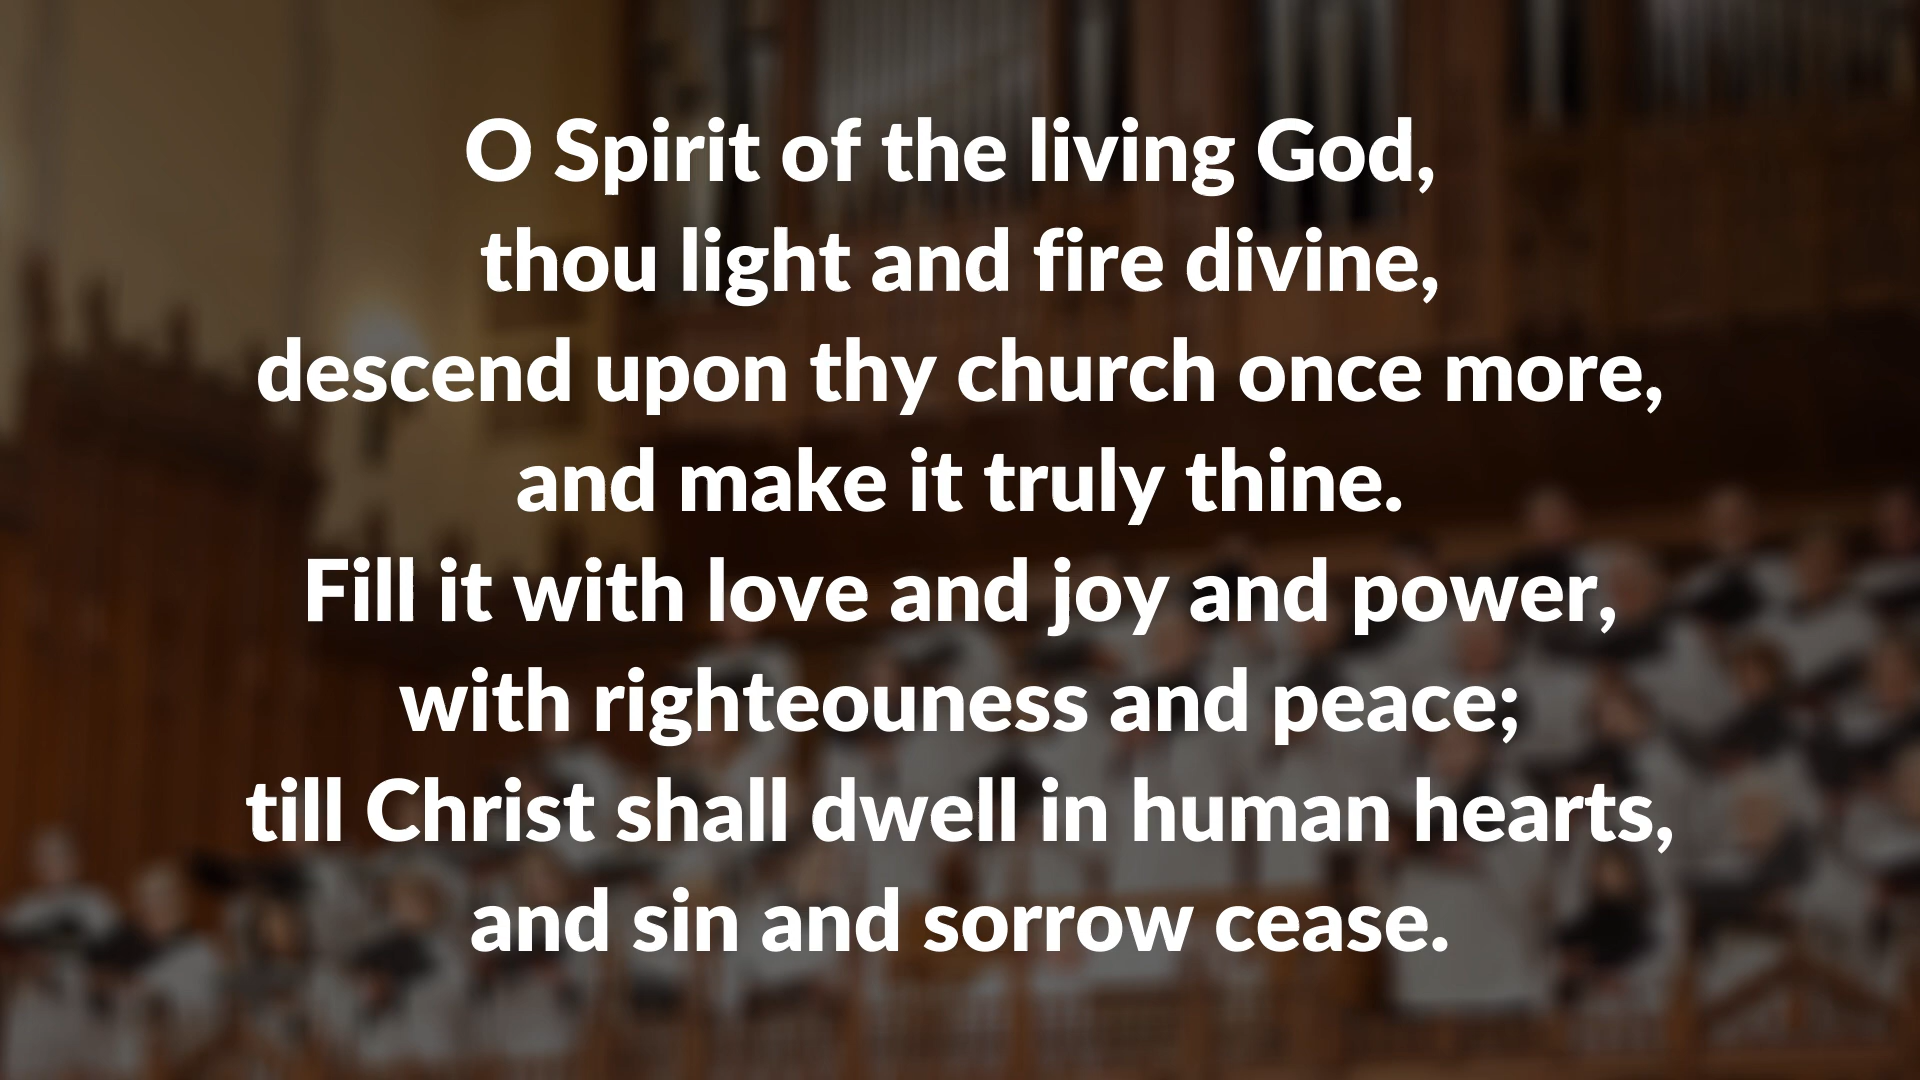 O Spirit of the living God,
thou light and fire divine,
descend upon thy church once more,
and make it truly thine.
Fill it with love and joy and power,
with righteouness and peace;
till Christ shall dwell in human hearts,
and sin and sorrow cease.